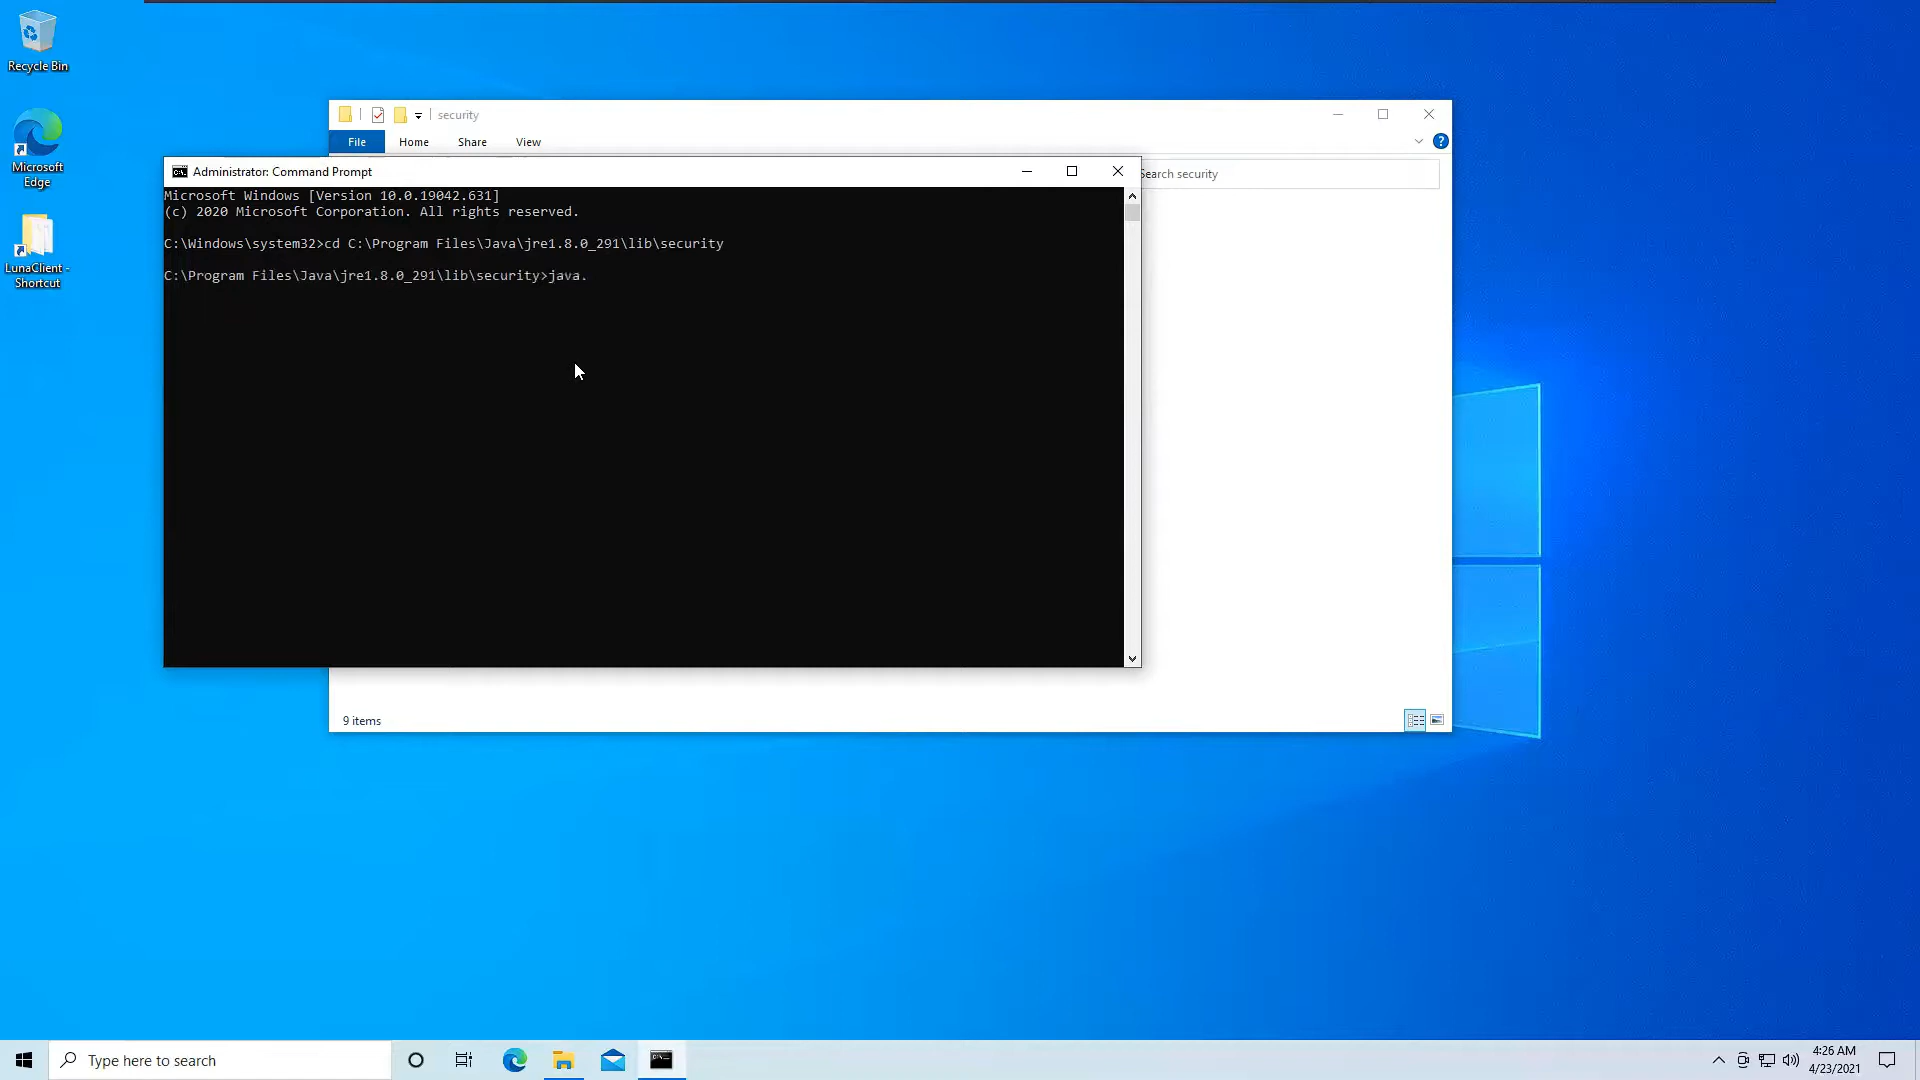 Recycle Bin
Microsoft
Edge
LunaClient -
Shortcut
security
File
Home
Share
View
?
Search security
Administrator: Command Prompt
Microsoft Windows [Version 10.0.19042.631]
(c) 2020 Microsoft Corporation. All rights reserved.
C:\Windows\system32>cd C:\Program Files\Java\jre1.8.0_291\lib\security
C:\Program Files\Java\jre1.8.0_291\lib\security>java.
9 items
Type here to search
4:26 AM
4/23/2021